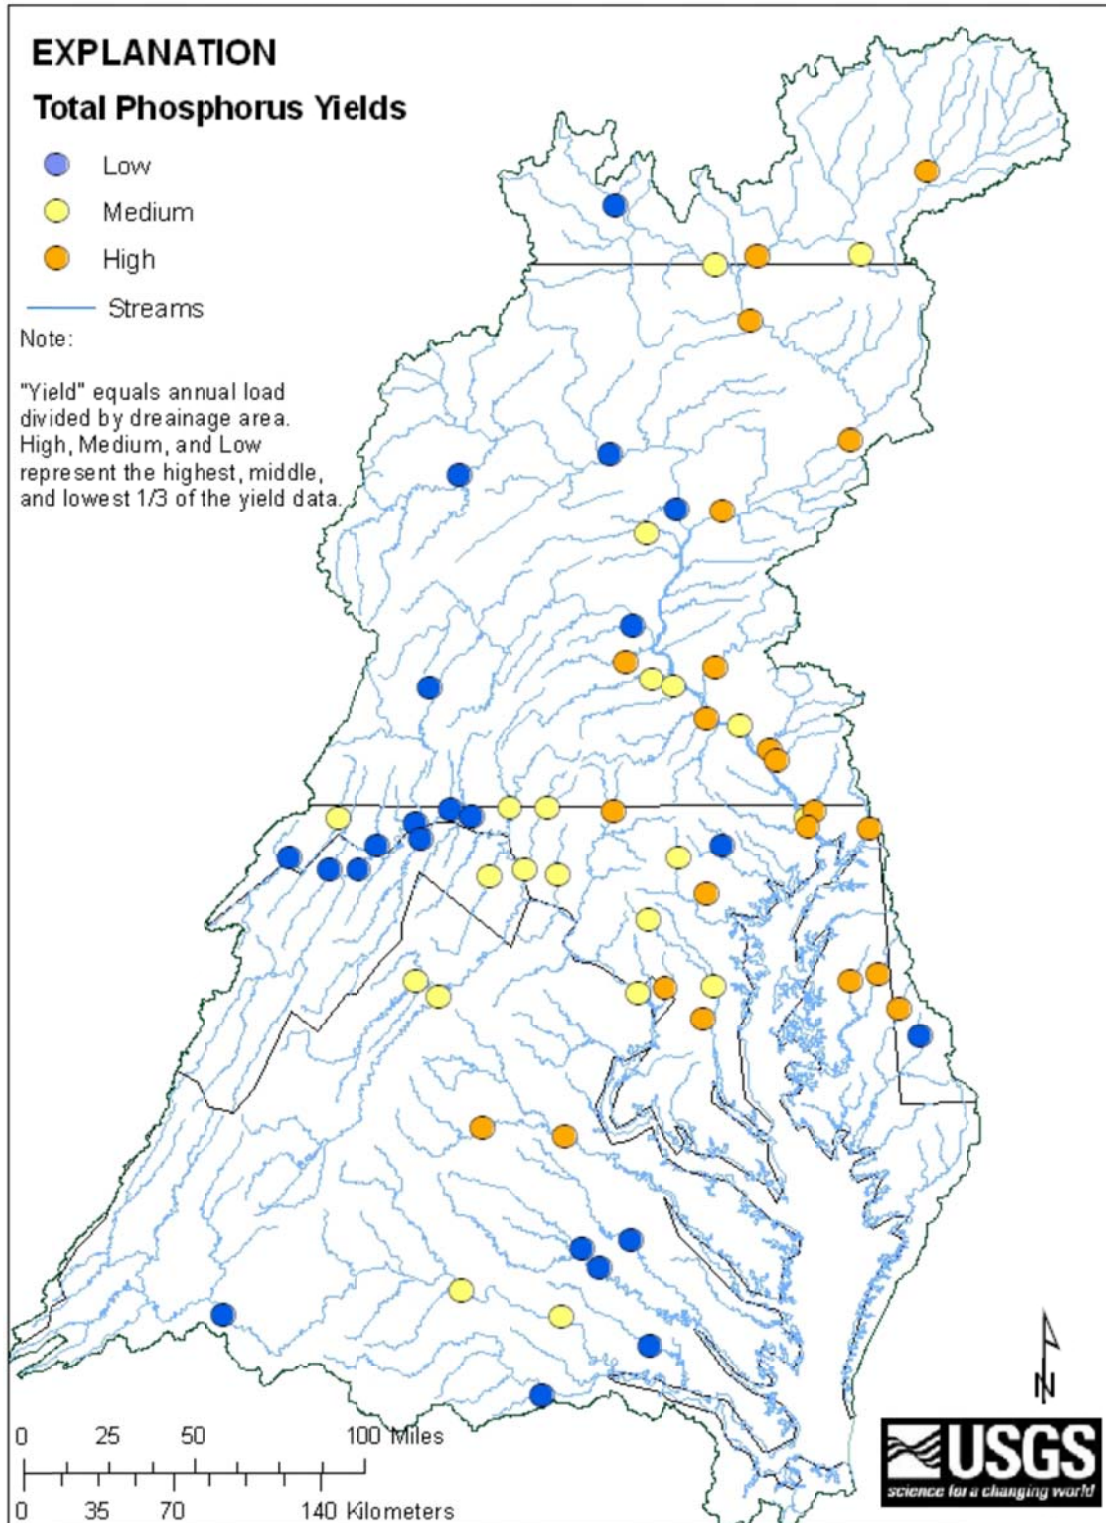 EXPLANATION
Total Phosphorus Yields
Low
Medium
High
Streams
Note:
"Yield" equals annual load
divided by dreainage area.
High, Medium, and Low
represent the highest, middle,
and lowest 1/3 of the yield data.
N
0 25 50 100 Miles
0 35 70 140 Kilometers
USGS
science for a changing world